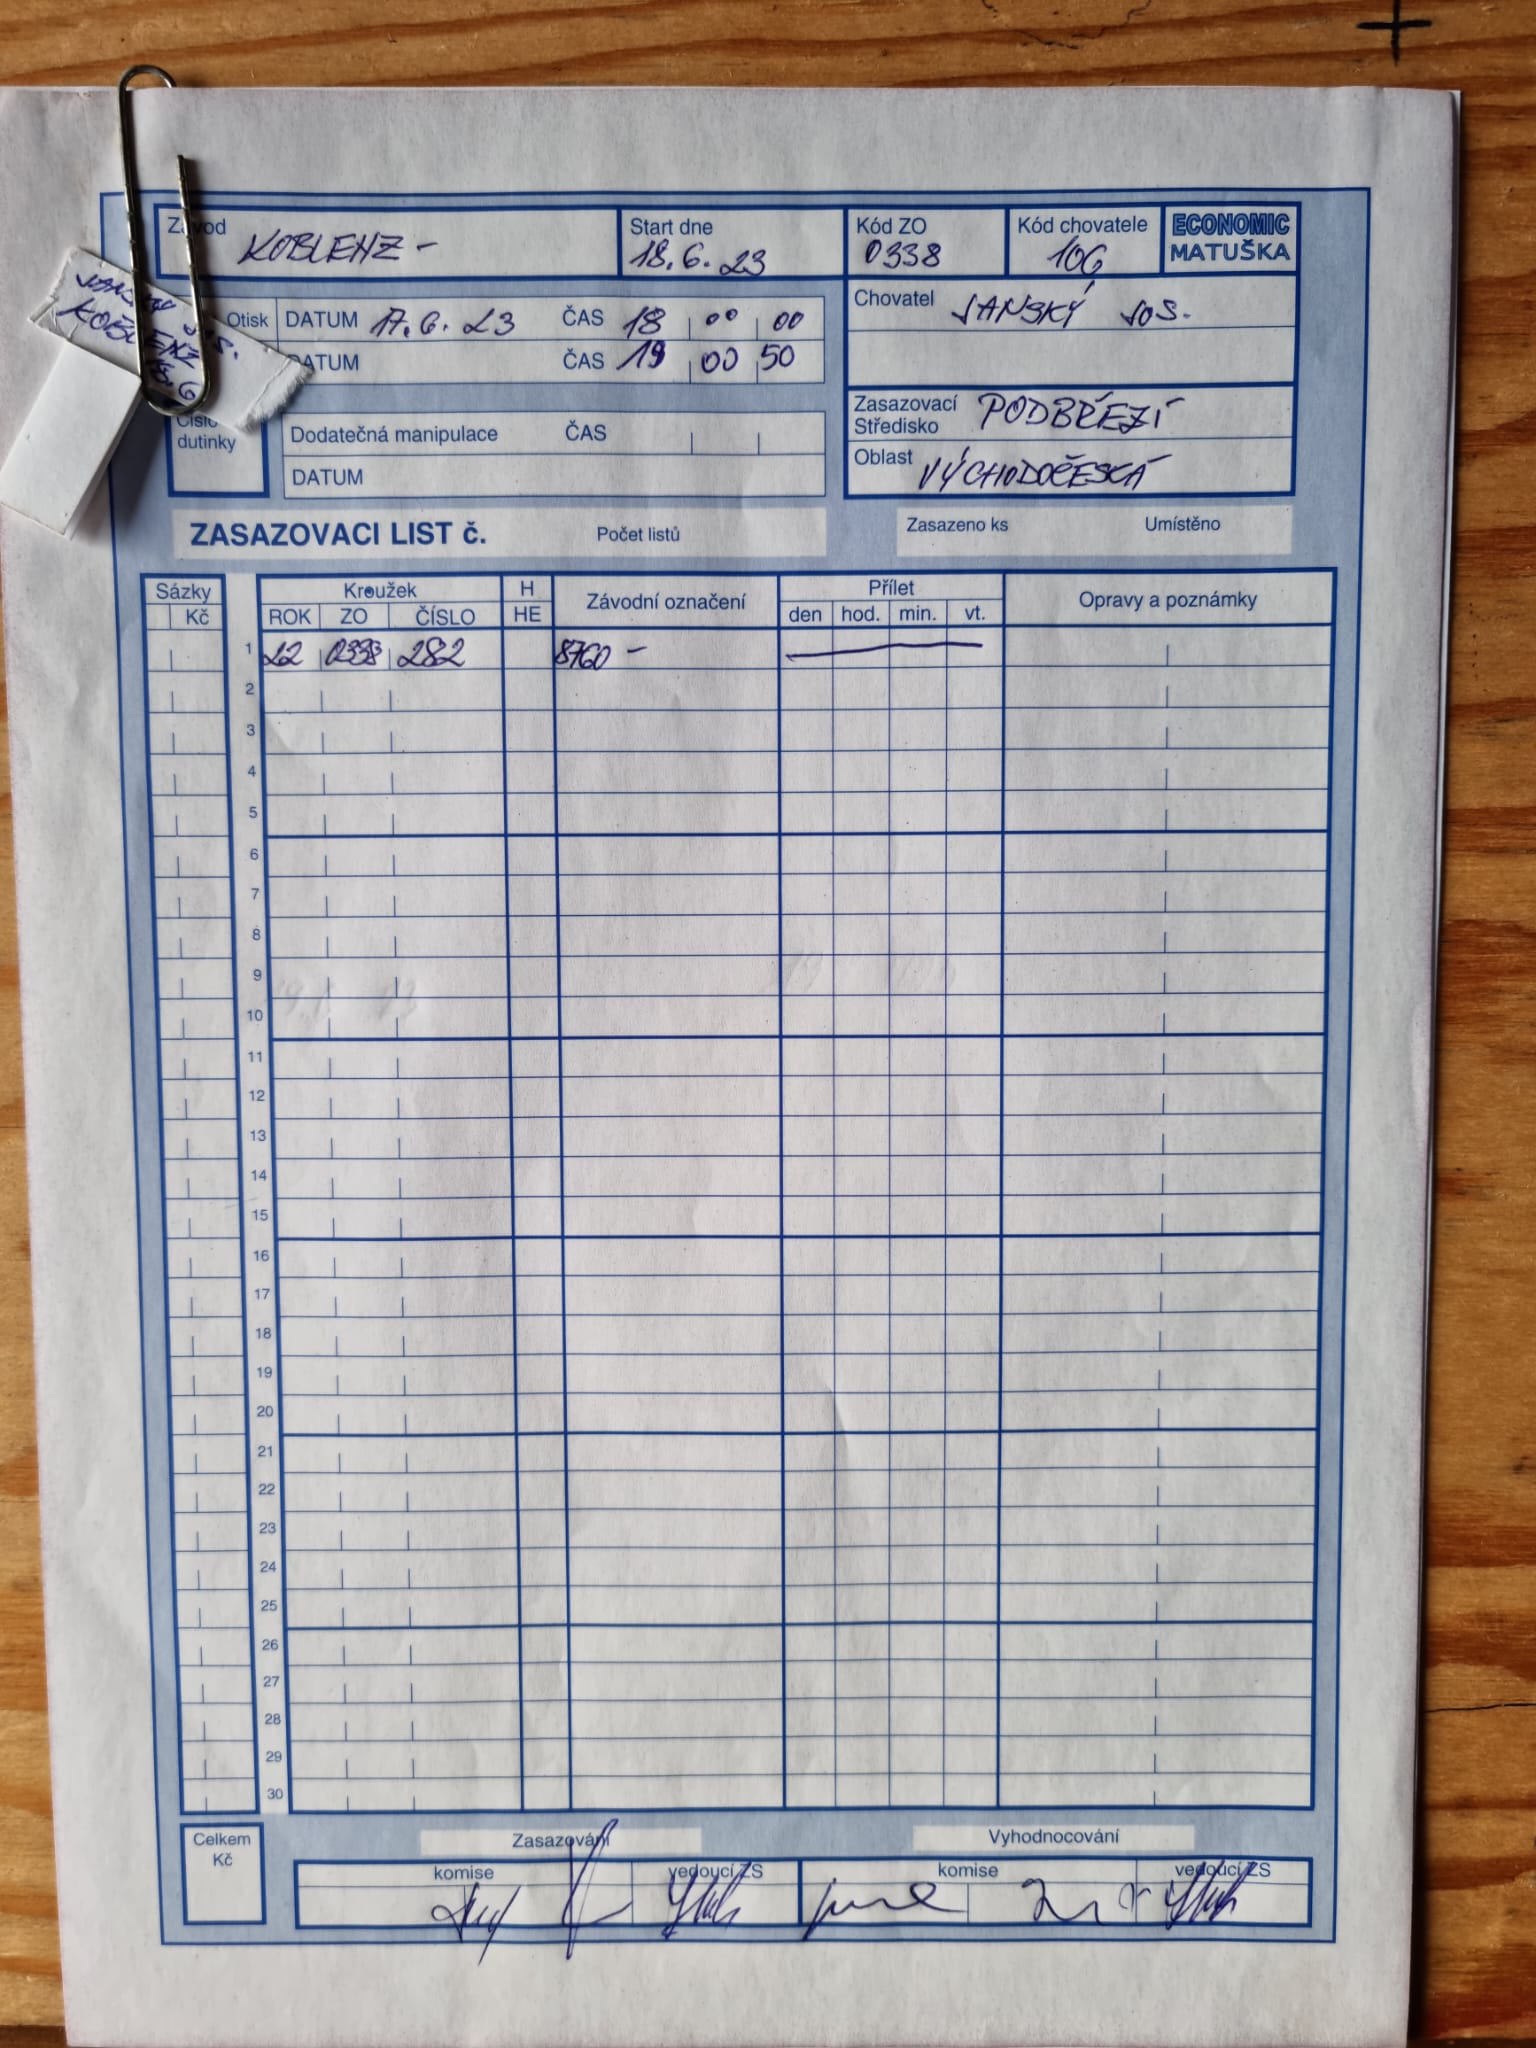 Závod KOBLENZ - Start dne 18.6.23 Kód ZO 0338 Kód chovatele 106 ECONOMIC MATUŠKA
Otisk DATUM 17.6.23 ČAS 18 00 00
DATUM ČAS 19 00 50
Chovatel JANSKÝ JOS.
KOBLENZ
Číslo dutinky
Dodatečná manipulace ČAS
DATUM
Zasazovací Středisko PODBŘEZÍ
Oblast VÝCHODOČESKÁ
ZASAZOVACI LIST č. Počet listů Zasazeno ks Umístěno
Sázky Kroužek H Závodní označení Přílet Opravy a poznámky
Kč ROK ZO ČÍSLO HE den hod. min. vt.
1 22 0338 282 8760 -
2
3
4
5
6
7
8
9
10
11
12
13
14
15
16
17
18
19
20
21
22
23
24
25
26
27
28
29
30
Celkem Kč
Zasazování Vyhodnocování
komise vedoucí ZS komise vedoucí ZS